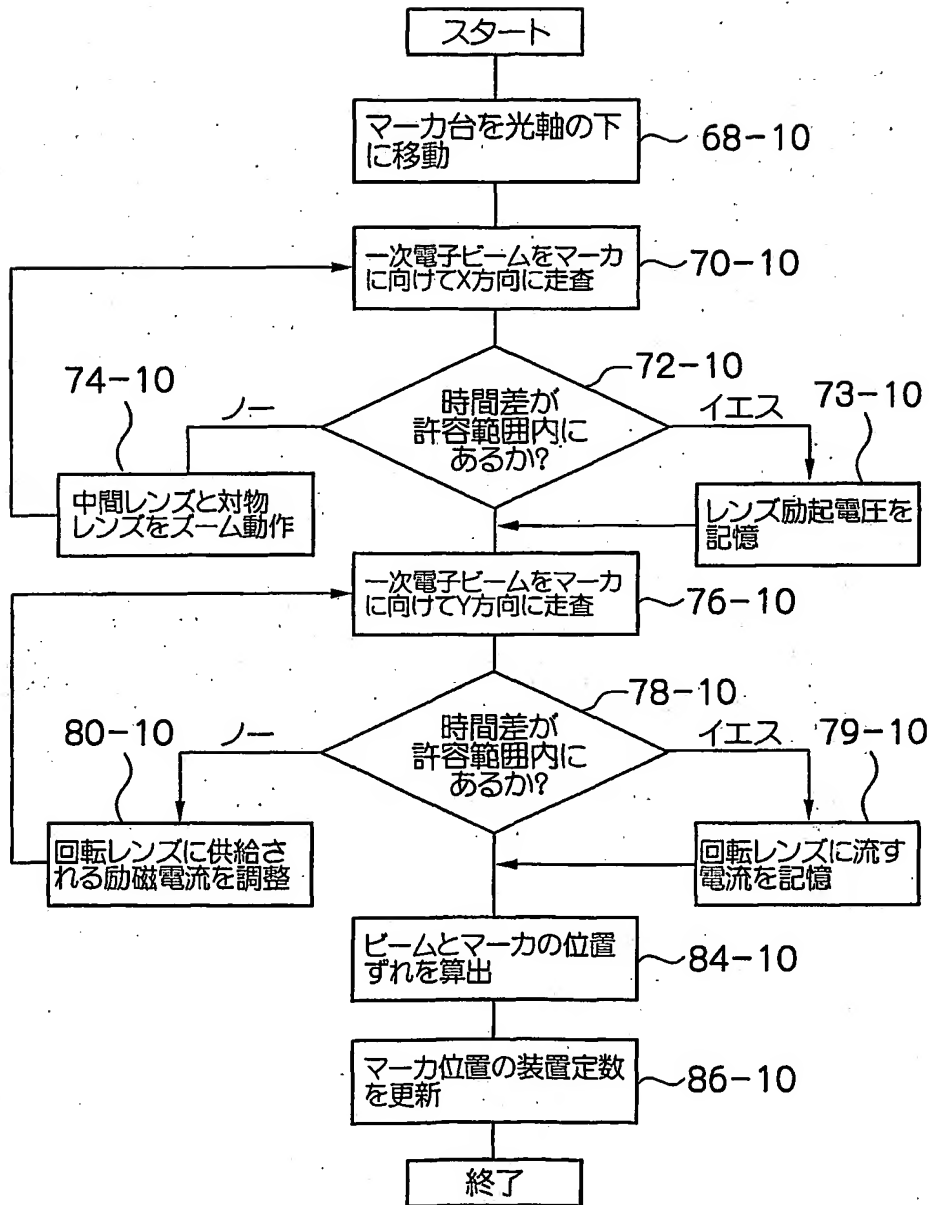 スタート
マーカ台を光軸の下
に移動
68-10
一次電子ビームをマーカ
に向けてX方向に走査
70-10
72-10
時間差が
許容範囲内に
あるか?
ノー
イエス
74-10
中間レンズと対物
レンズをズーム動作
73-10
レンズ励起電圧を
記憶
一次電子ビームをマーカ
に向けてY方向に走査
76-10
78-10
時間差が
許容範囲内に
あるか?
ノー
イエス
80-10
回転レンズに供給さ
れる励磁電流を調整
79-10
回転レンズに流す
電流を記憶
ビームとマーカの位置
ずれを算出
84-10
マーカ位置の装置定数
を更新
86-10
終了